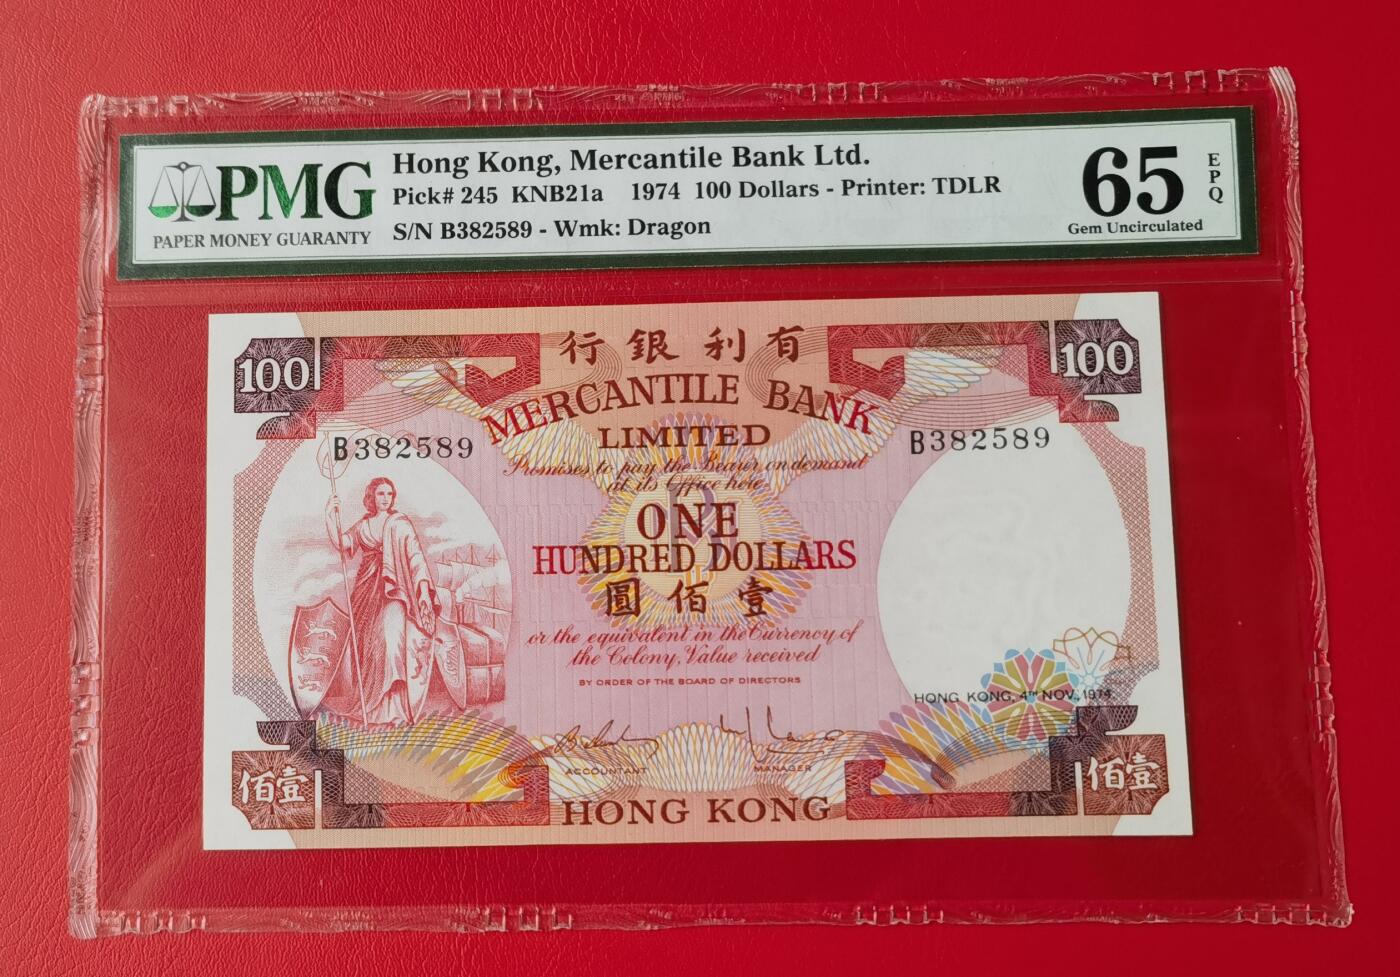 PMG
PAPER MONEY GUARANTY
Hong Kong, Mercantile Bank Ltd.
Pick# 245 KNB21a 1974 100 Dollars - Printer: TDLR
S/N B382589 - Wmk: Dragon
65
EPQ
Gem Uncirculated
100
行銀利有
100
MERCANTILE BANK
LIMITED
B382589
B382589
Promises to pay the Bearer on demand
at its Office here
ONE
HUNDRED DOLLARS
圓佰壹
or the equivalent in the Currency of
the Colony, Value received
BY ORDER OF THE BOARD OF DIRECTORS
HONG KONG, 4TH NOV., 1974.
ACCOUNTANT
MANAGER
佰壹
佰壹
HONG KONG